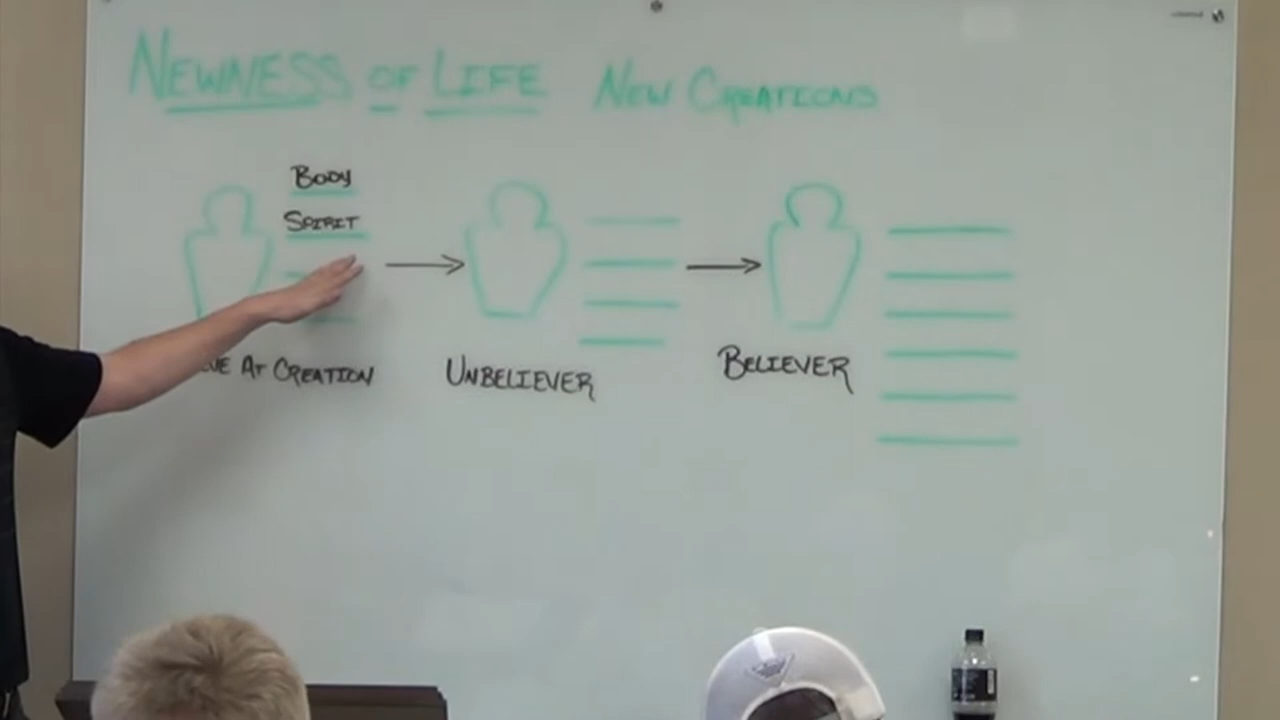 NEWNESS OF LIFE NEW CREATIONS
BODY
SPIRIT
AT CREATION
UNBELIEVER
BELIEVER